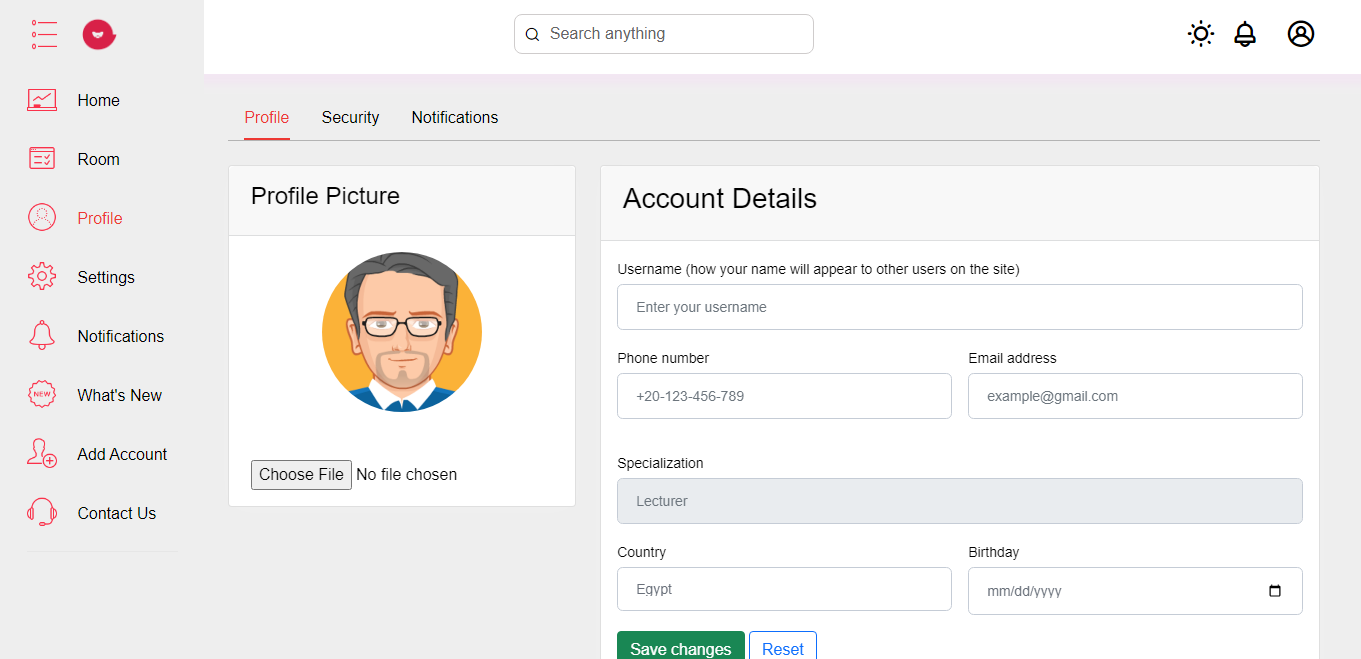 Search anything
Home
Room
Profile
Settings
Notifications
NEW
What's New
Add Account
Contact Us
Profile Security Notifications
Profile Picture
Choose File No file chosen
Account Details
Username (how your name will appear to other users on the site)
Enter your username
Phone number Email address
+20-123-456-789 example@gmail.com
Specialization
Lecturer
Country Birthday
Egypt mm/dd/yyyy
Save changes Reset